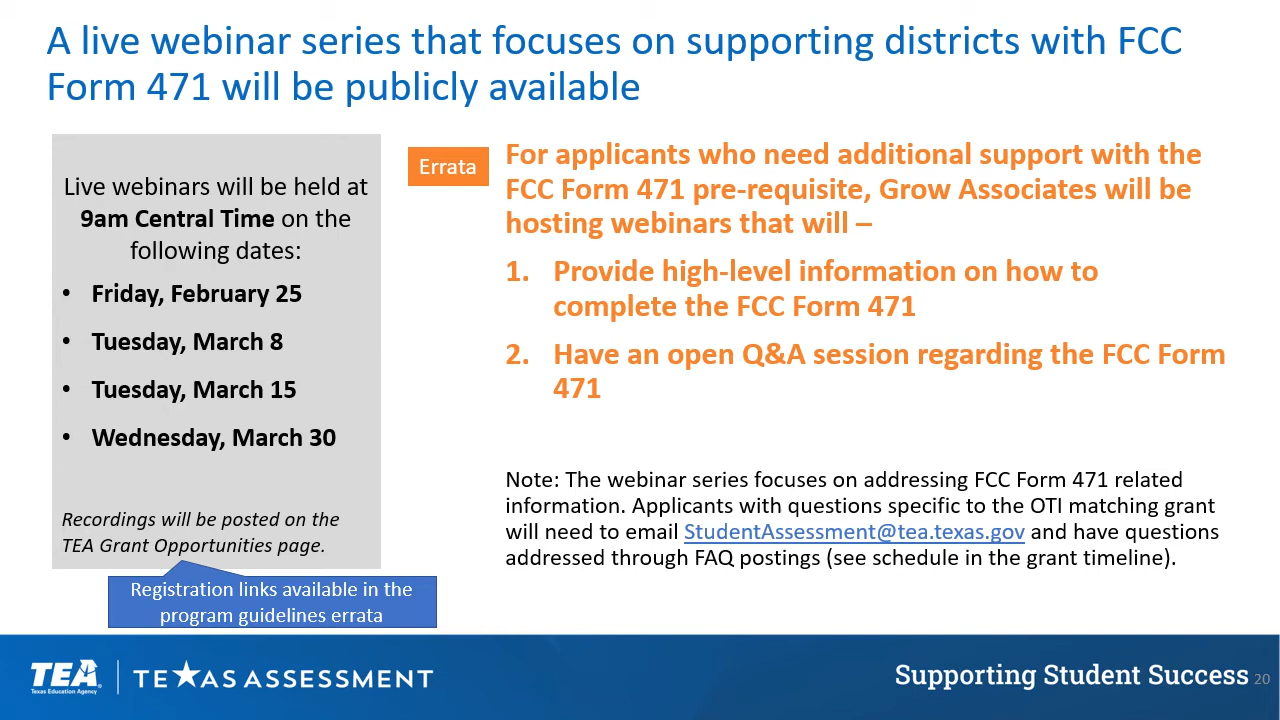 A live webinar series that focuses on supporting districts with FCC
Form 471 will be publicly available
Live webinars will be held at
9am Central Time on the
following dates:
• Friday, February 25
• Tuesday, March 8
• Tuesday, March 15
• Wednesday, March 30
Recordings will be posted on the
TEA Grant Opportunities page.
Registration links available in the
program guidelines errata
Errata
For applicants who need additional support with the
FCC Form 471 pre-requisite, Grow Associates will be
hosting webinars that will –
1. Provide high-level information on how to
complete the FCC Form 471
2. Have an open Q&A session regarding the FCC Form
471
Note: The webinar series focuses on addressing FCC Form 471 related
information. Applicants with questions specific to the OTI matching grant
will need to email StudentAssessment@tea.texas.gov and have questions
addressed through FAQ postings (see schedule in the grant timeline).
TEA
Texas Education Agency
TEXAS ASSESSMENT
Supporting Student Success
20